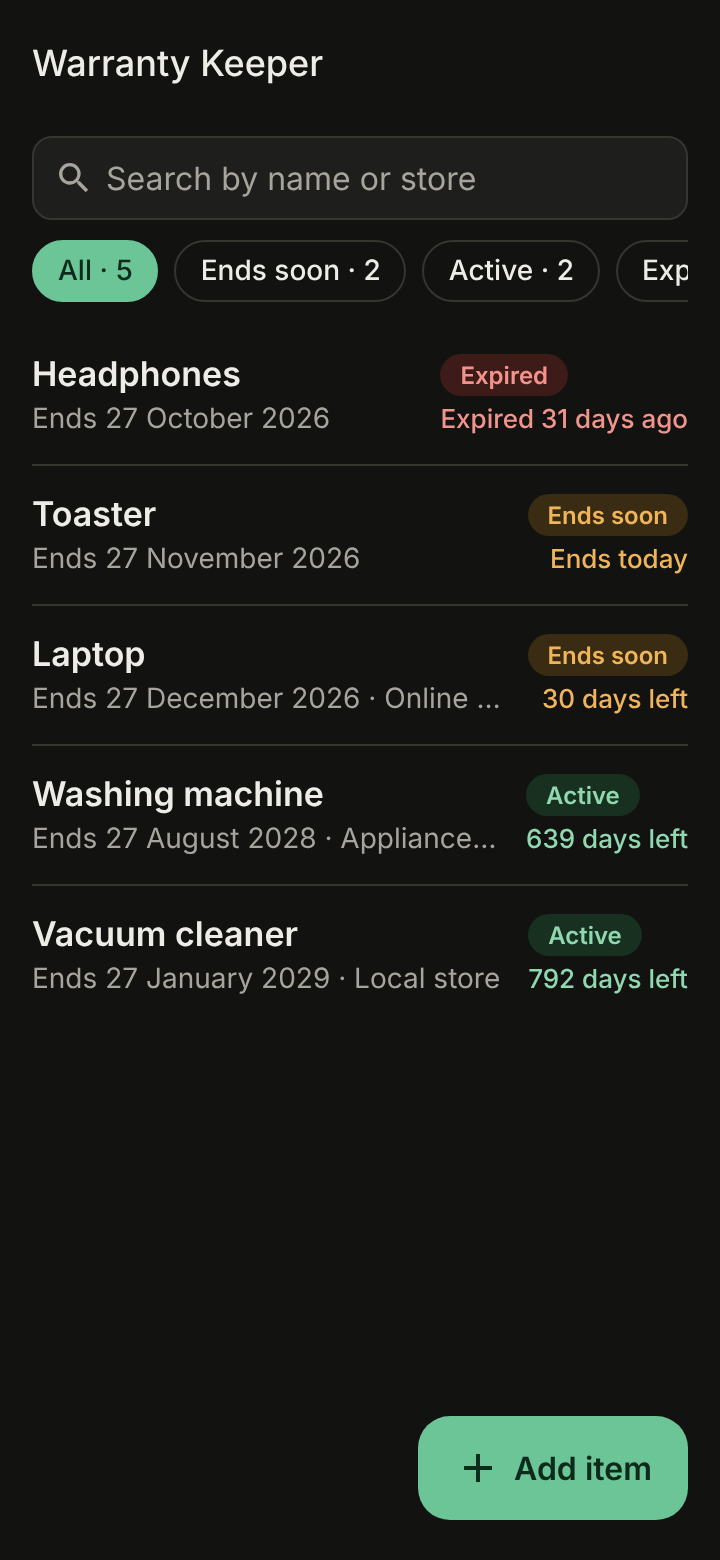 Warranty Keeper
Search by name or store
All · 5 Ends soon · 2 Active · 2 Exp
Headphones Expired
Ends 27 October 2026 Expired 31 days ago
Toaster Ends soon
Ends 27 November 2026 Ends today
Laptop Ends soon
Ends 27 December 2026 · Online ... 30 days left
Washing machine Active
Ends 27 August 2028 · Appliance... 639 days left
Vacuum cleaner Active
Ends 27 January 2029 · Local store 792 days left
+ Add item